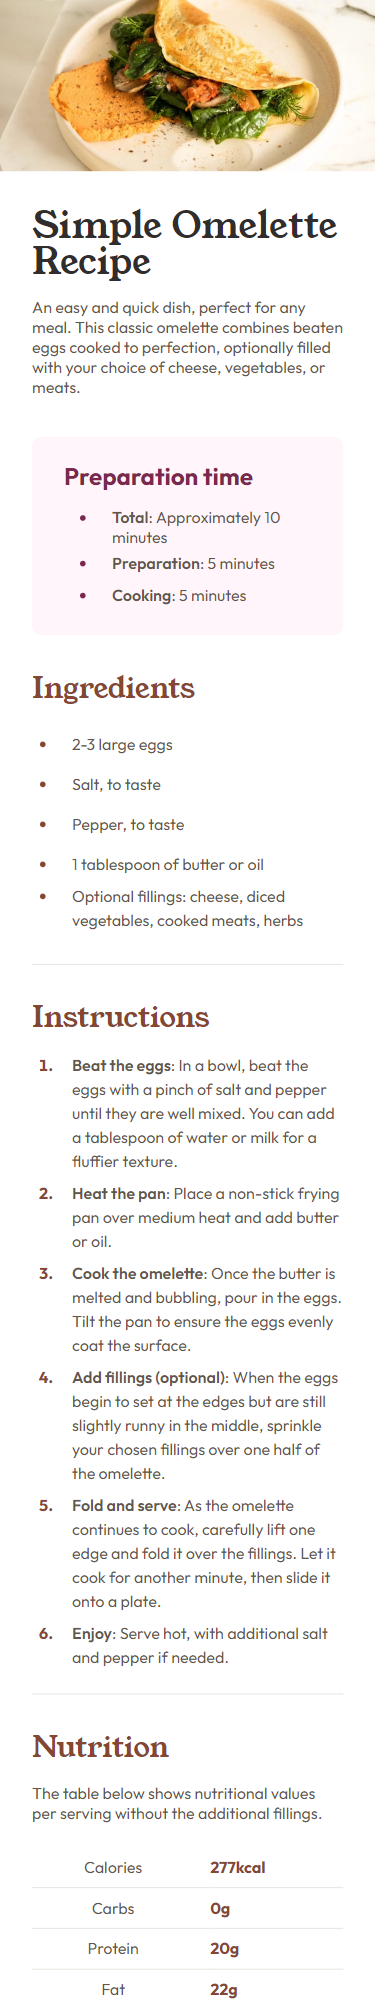 Simple Omelette
Recipe
An easy and quick dish, perfect for any
meal. This classic omelette combines beaten
eggs cooked to perfection, optionally filled
with your choice of cheese, vegetables, or
meats.
Preparation time
• Total: Approximately 10
minutes
• Preparation: 5 minutes
• Cooking: 5 minutes
Ingredients
• 2-3 large eggs
• Salt, to taste
• Pepper, to taste
• 1 tablespoon of butter or oil
• Optional fillings: cheese, diced
vegetables, cooked meats, herbs
Instructions
1. Beat the eggs: In a bowl, beat the
eggs with a pinch of salt and pepper
until they are well mixed. You can add
a tablespoon of water or milk for a
fluffier texture.
2. Heat the pan: Place a non-stick frying
pan over medium heat and add butter
or oil.
3. Cook the omelette: Once the butter is
melted and bubbling, pour in the eggs.
Tilt the pan to ensure the eggs evenly
coat the surface.
4. Add fillings (optional): When the eggs
begin to set at the edges but are still
slightly runny in the middle, sprinkle
your chosen fillings over one half of
the omelette.
5. Fold and serve: As the omelette
continues to cook, carefully lift one
edge and fold it over the fillings. Let it
cook for another minute, then slide it
onto a plate.
6. Enjoy: Serve hot, with additional salt
and pepper if needed.
Nutrition
The table below shows nutritional values
per serving without the additional fillings.
Calories 277kcal
Carbs 0g
Protein 20g
Fat 22g